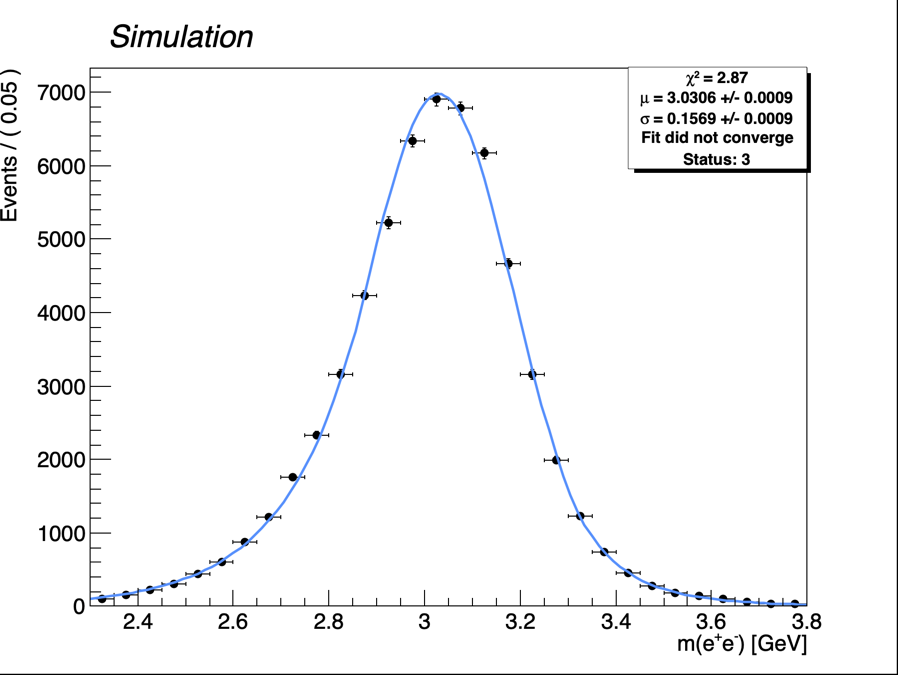 Simulation
Events / ( 0.05 )
7000
6000
5000
4000
3000
2000
1000
0
χ² = 2.87
μ = 3.0306 +/- 0.0009
σ = 0.1569 +/- 0.0009
Fit did not converge
Status: 3
2.4 2.6 2.8 3 3.2 3.4 3.6 3.8
m(e⁺e⁻) [GeV]